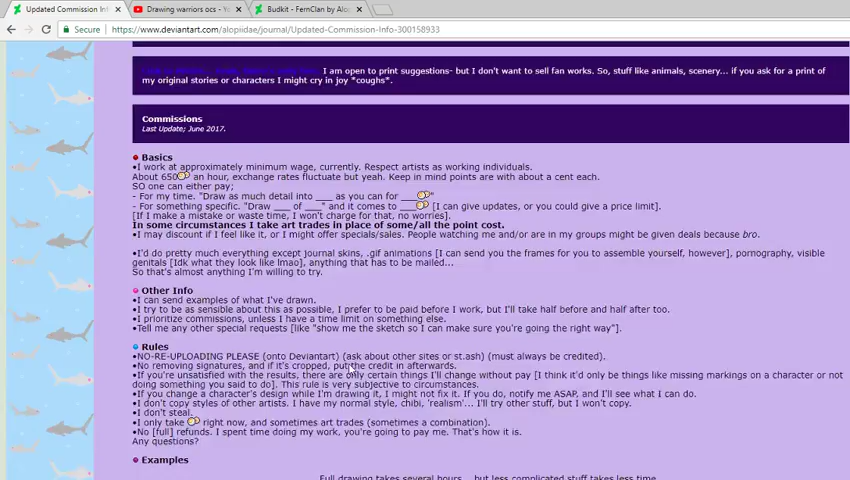 Updated Commission Inf
Drawing warriors ocs - Yo
Budkit - FernClan by Alo
Secure https://www.deviantart.com/alopiidae/journal/Updated-Commission-Info-300158933
I am open to print suggestions- but I don't want to sell fan works. So, stuff like animals, scenery... if you ask for a print of
my original stories or characters I might cry in joy *coughs*.
Commissions
Last Update; June 2017.
Basics
•I work at approximately minimum wage, currently. Respect artists as working individuals.
About 650 an hour, exchange rates fluctuate but yeah. Keep in mind points are with about a cent each.
SO one can either pay;
- For my time. "Draw as much detail into ___ as you can for ___"
- For something specific. "Draw ___ of ___" and it comes to ___ [I can give updates, or you could give a price limit].
[If I make a mistake or waste time, I won't charge for that, no worries].
In some circumstances I take art trades in place of some/all the point cost.
•I may discount if I feel like it, or I might offer specials/sales. People watching me and/or are in my groups might be given deals because bro.
•I'd do pretty much everything except journal skins, .gif animations [I can send you the frames for you to assemble yourself, however], pornography, visible
genitals [Idk what they look like lmao], anything that has to be mailed...
So that's almost anything I'm willing to try.
Other Info
•I can send examples of what I've drawn.
•I try to be as sensible about this as possible, I prefer to be paid before I work, but I'll take half before and half after too.
•I prioritize commissions, unless I have a time limit on something else.
•Tell me any other special requests [like "show me the sketch so I can make sure you're going the right way"].
Rules
•NO-RE-UPLOADING PLEASE (onto Deviantart) (ask about other sites or st.ash) (must always be credited).
•No removing signatures, and if it's cropped, put the credit in afterwards.
•If you're unsatisfied with the results, there are only certain things I'll change without pay [I think it'd only be things like missing markings on a character or not
doing something you said to do]. This rule is very subjective to circumstances.
•If you change a character's design while I'm drawing it, I might not fix it. If you do, notify me ASAP, and I'll see what I can do.
•I don't copy styles of other artists. I have my normal style, chibi, 'realism'... I'll try other stuff, but I won't copy.
•I don't steal.
•I only take right now, and sometimes art trades (sometimes a combination).
•No [full] refunds. I spent time doing my work, you're going to pay me. That's how it is.
Any questions?
Examples
Full drawing takes several hours... but less complicated stuff takes less time.